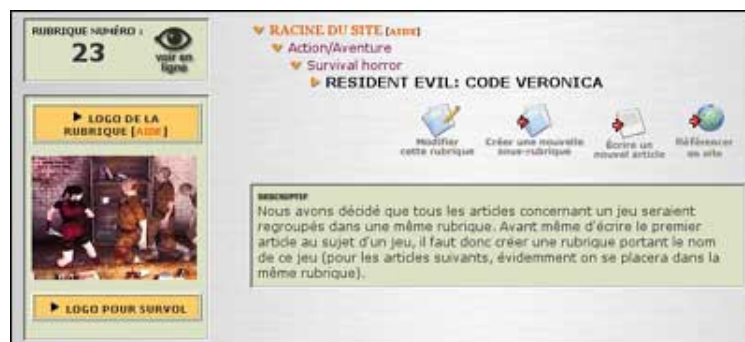 RUBRIQUE NUMÉRO :
23
voir en
ligne
LOGO DE LA
RUBRIQUE [AIDE]
LOGO POUR SURVOL
RACINE DU SITE [AIDE]
Action/Aventure
Survival horror
RESIDENT EVIL: CODE VERONICA
Modifier
cette rubrique
Créer une nouvelle
sous-rubrique
Écrire un
nouvel article
Référencer
un site
DESCRIPTIF
Nous avons décidé que tous les articles concernant un jeu seraient
regroupés dans une même rubrique. Avant même d'écrire le premier
article au sujet d'un jeu, il faut donc créer une rubrique portant le nom
de ce jeu (pour les articles suivants, évidemment on se placera dans la
même rubrique).